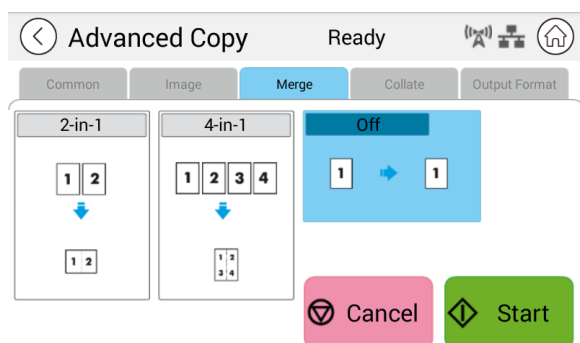 Advanced Copy Ready
Common Image Merge Collate Output Format
2-in-1 4-in-1 Off
1 2 1 2 3 4 1 1
1 2 1 2
3 4
Cancel Start